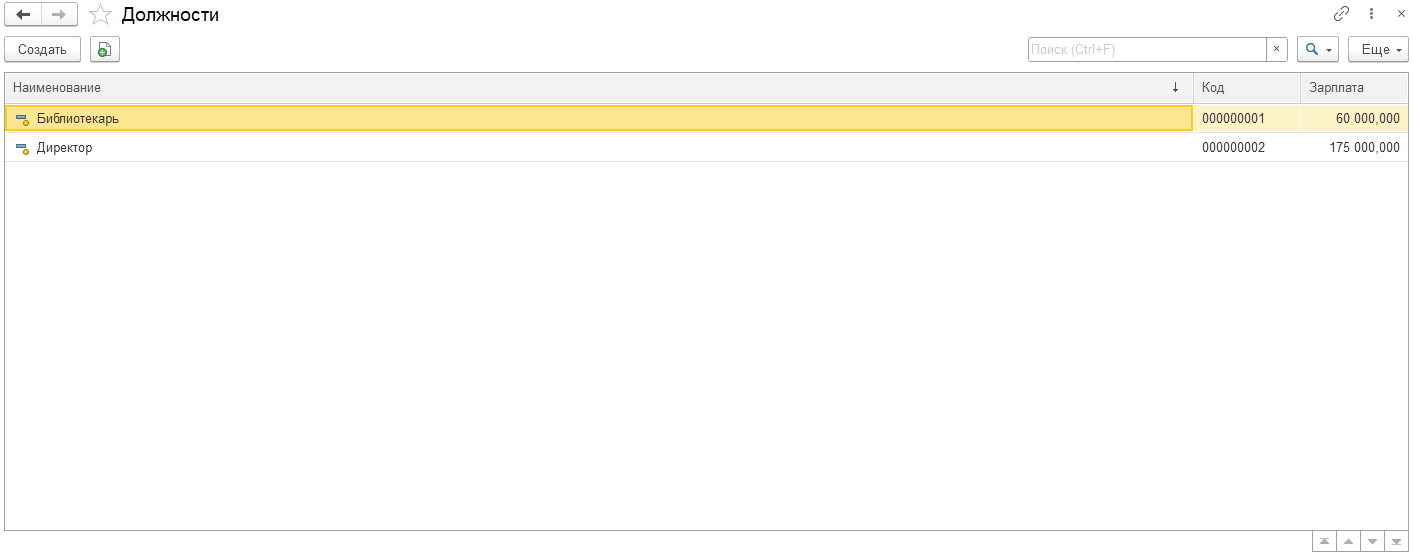 Должности
Создать
Поиск (Ctrl+F)
×
Еще
Наименование ↓ Код Зарплата
Библиотекарь 000000001 60 000,000
Директор 000000002 175 000,000